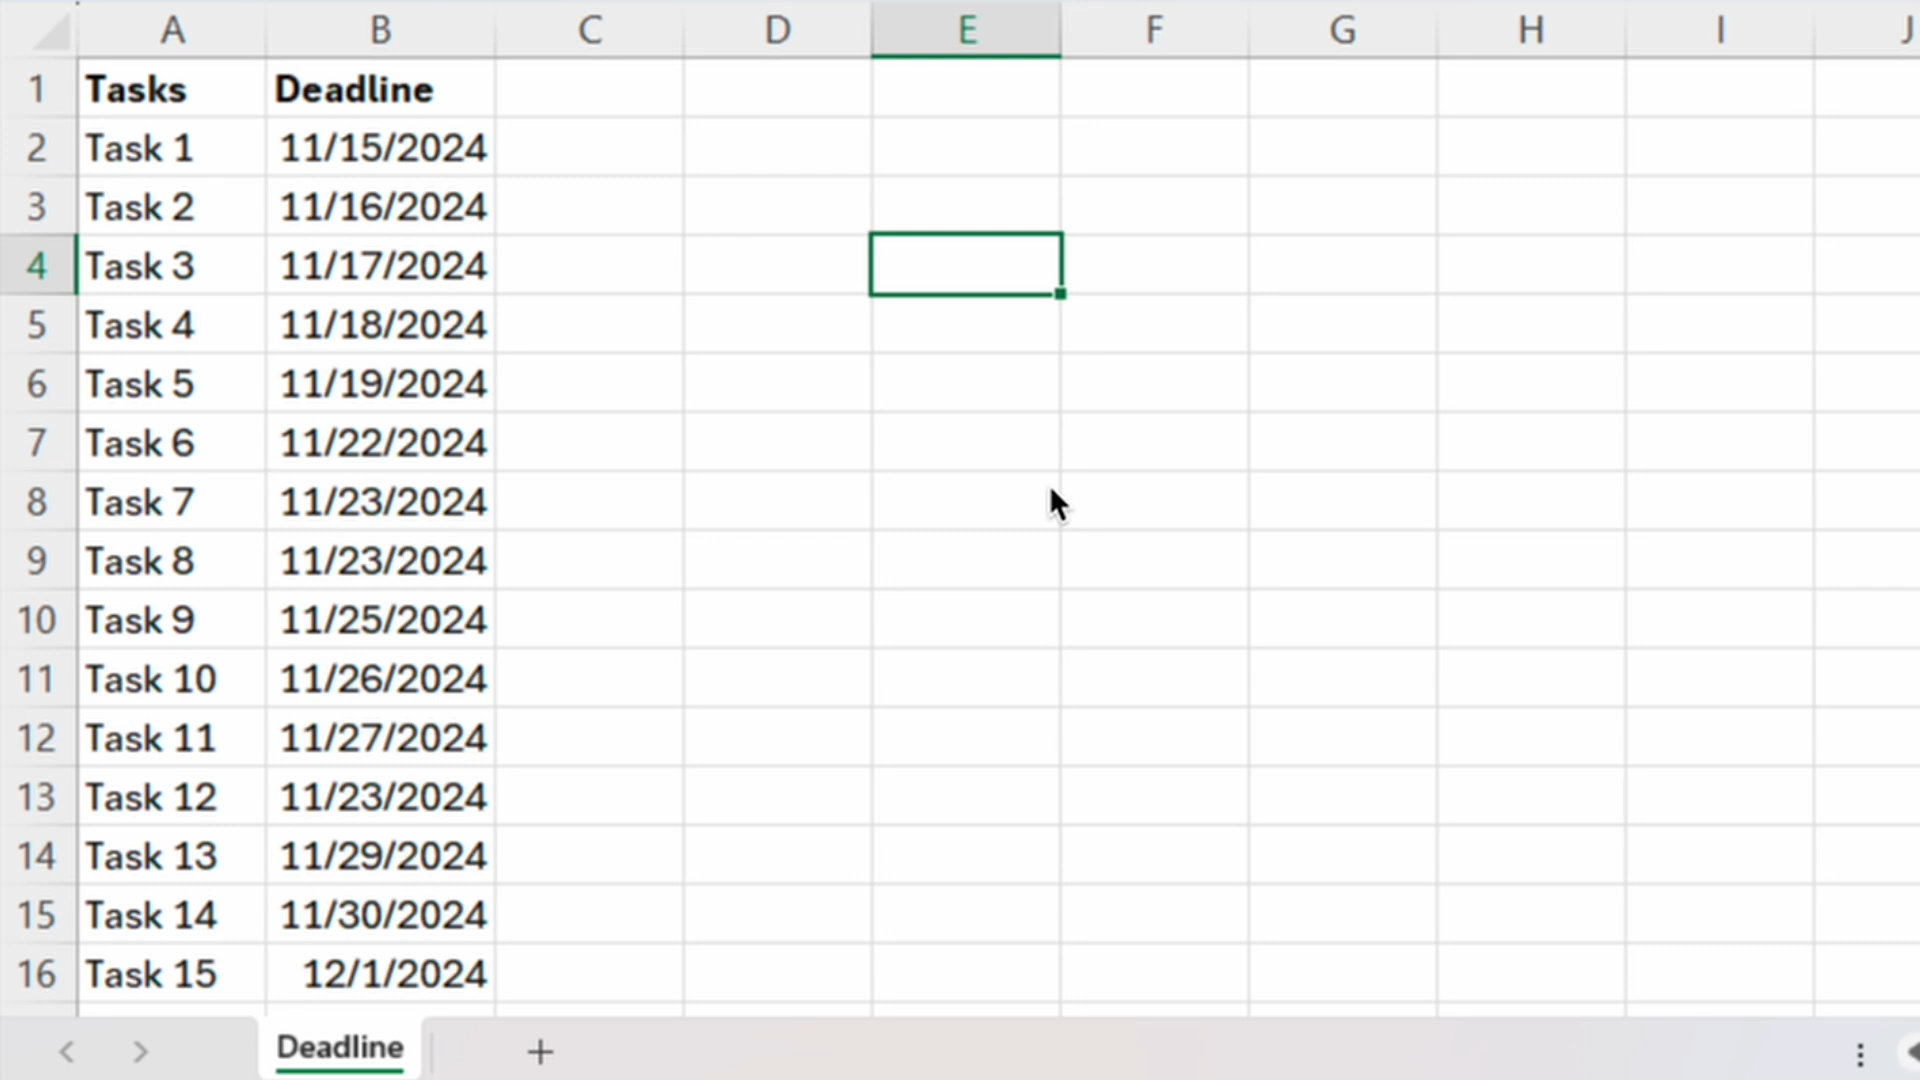 A B C D E F G H I J
1 Tasks Deadline
2 Task 1 11/15/2024
3 Task 2 11/16/2024
4 Task 3 11/17/2024
5 Task 4 11/18/2024
6 Task 5 11/19/2024
7 Task 6 11/22/2024
8 Task 7 11/23/2024
9 Task 8 11/23/2024
10 Task 9 11/25/2024
11 Task 10 11/26/2024
12 Task 11 11/27/2024
13 Task 12 11/23/2024
14 Task 13 11/29/2024
15 Task 14 11/30/2024
16 Task 15 12/1/2024
Deadline